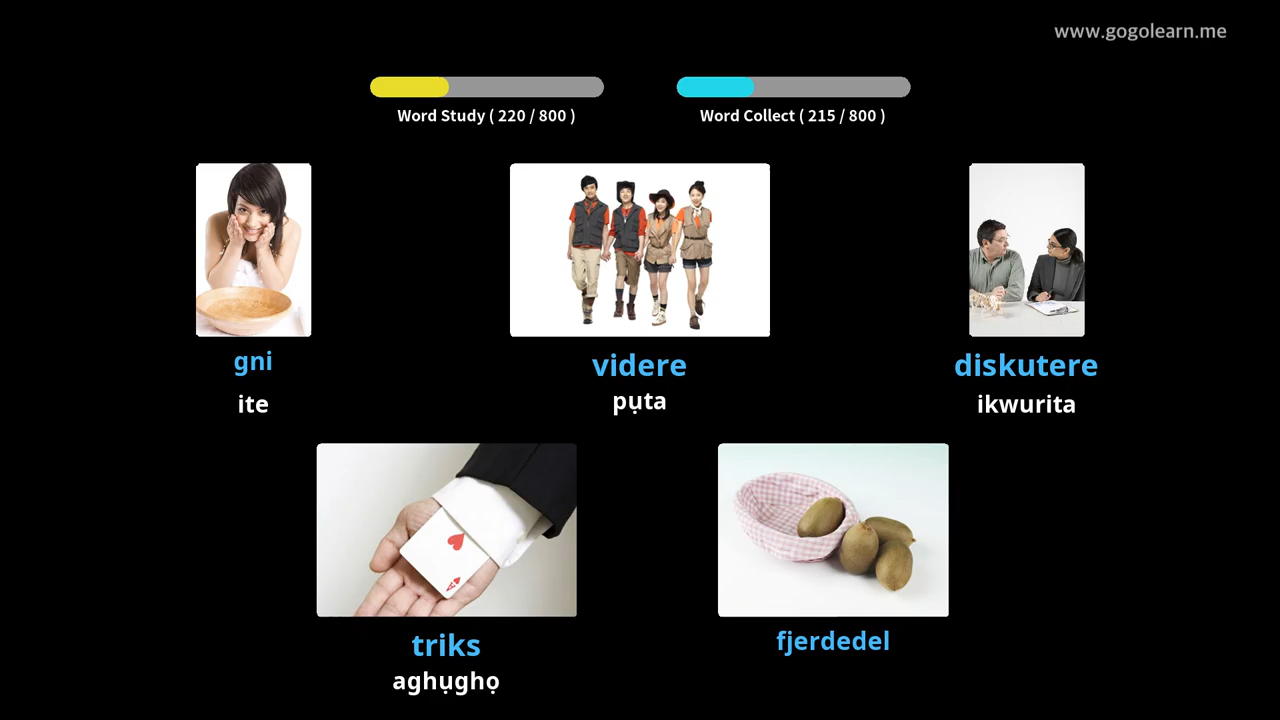 www.gogolearn.me
Word Study ( 220 / 800 )
Word Collect ( 215 / 800 )
gni
ite
videre
pụta
diskutere
ikwurita
triks
aghụghọ
fjerdedel